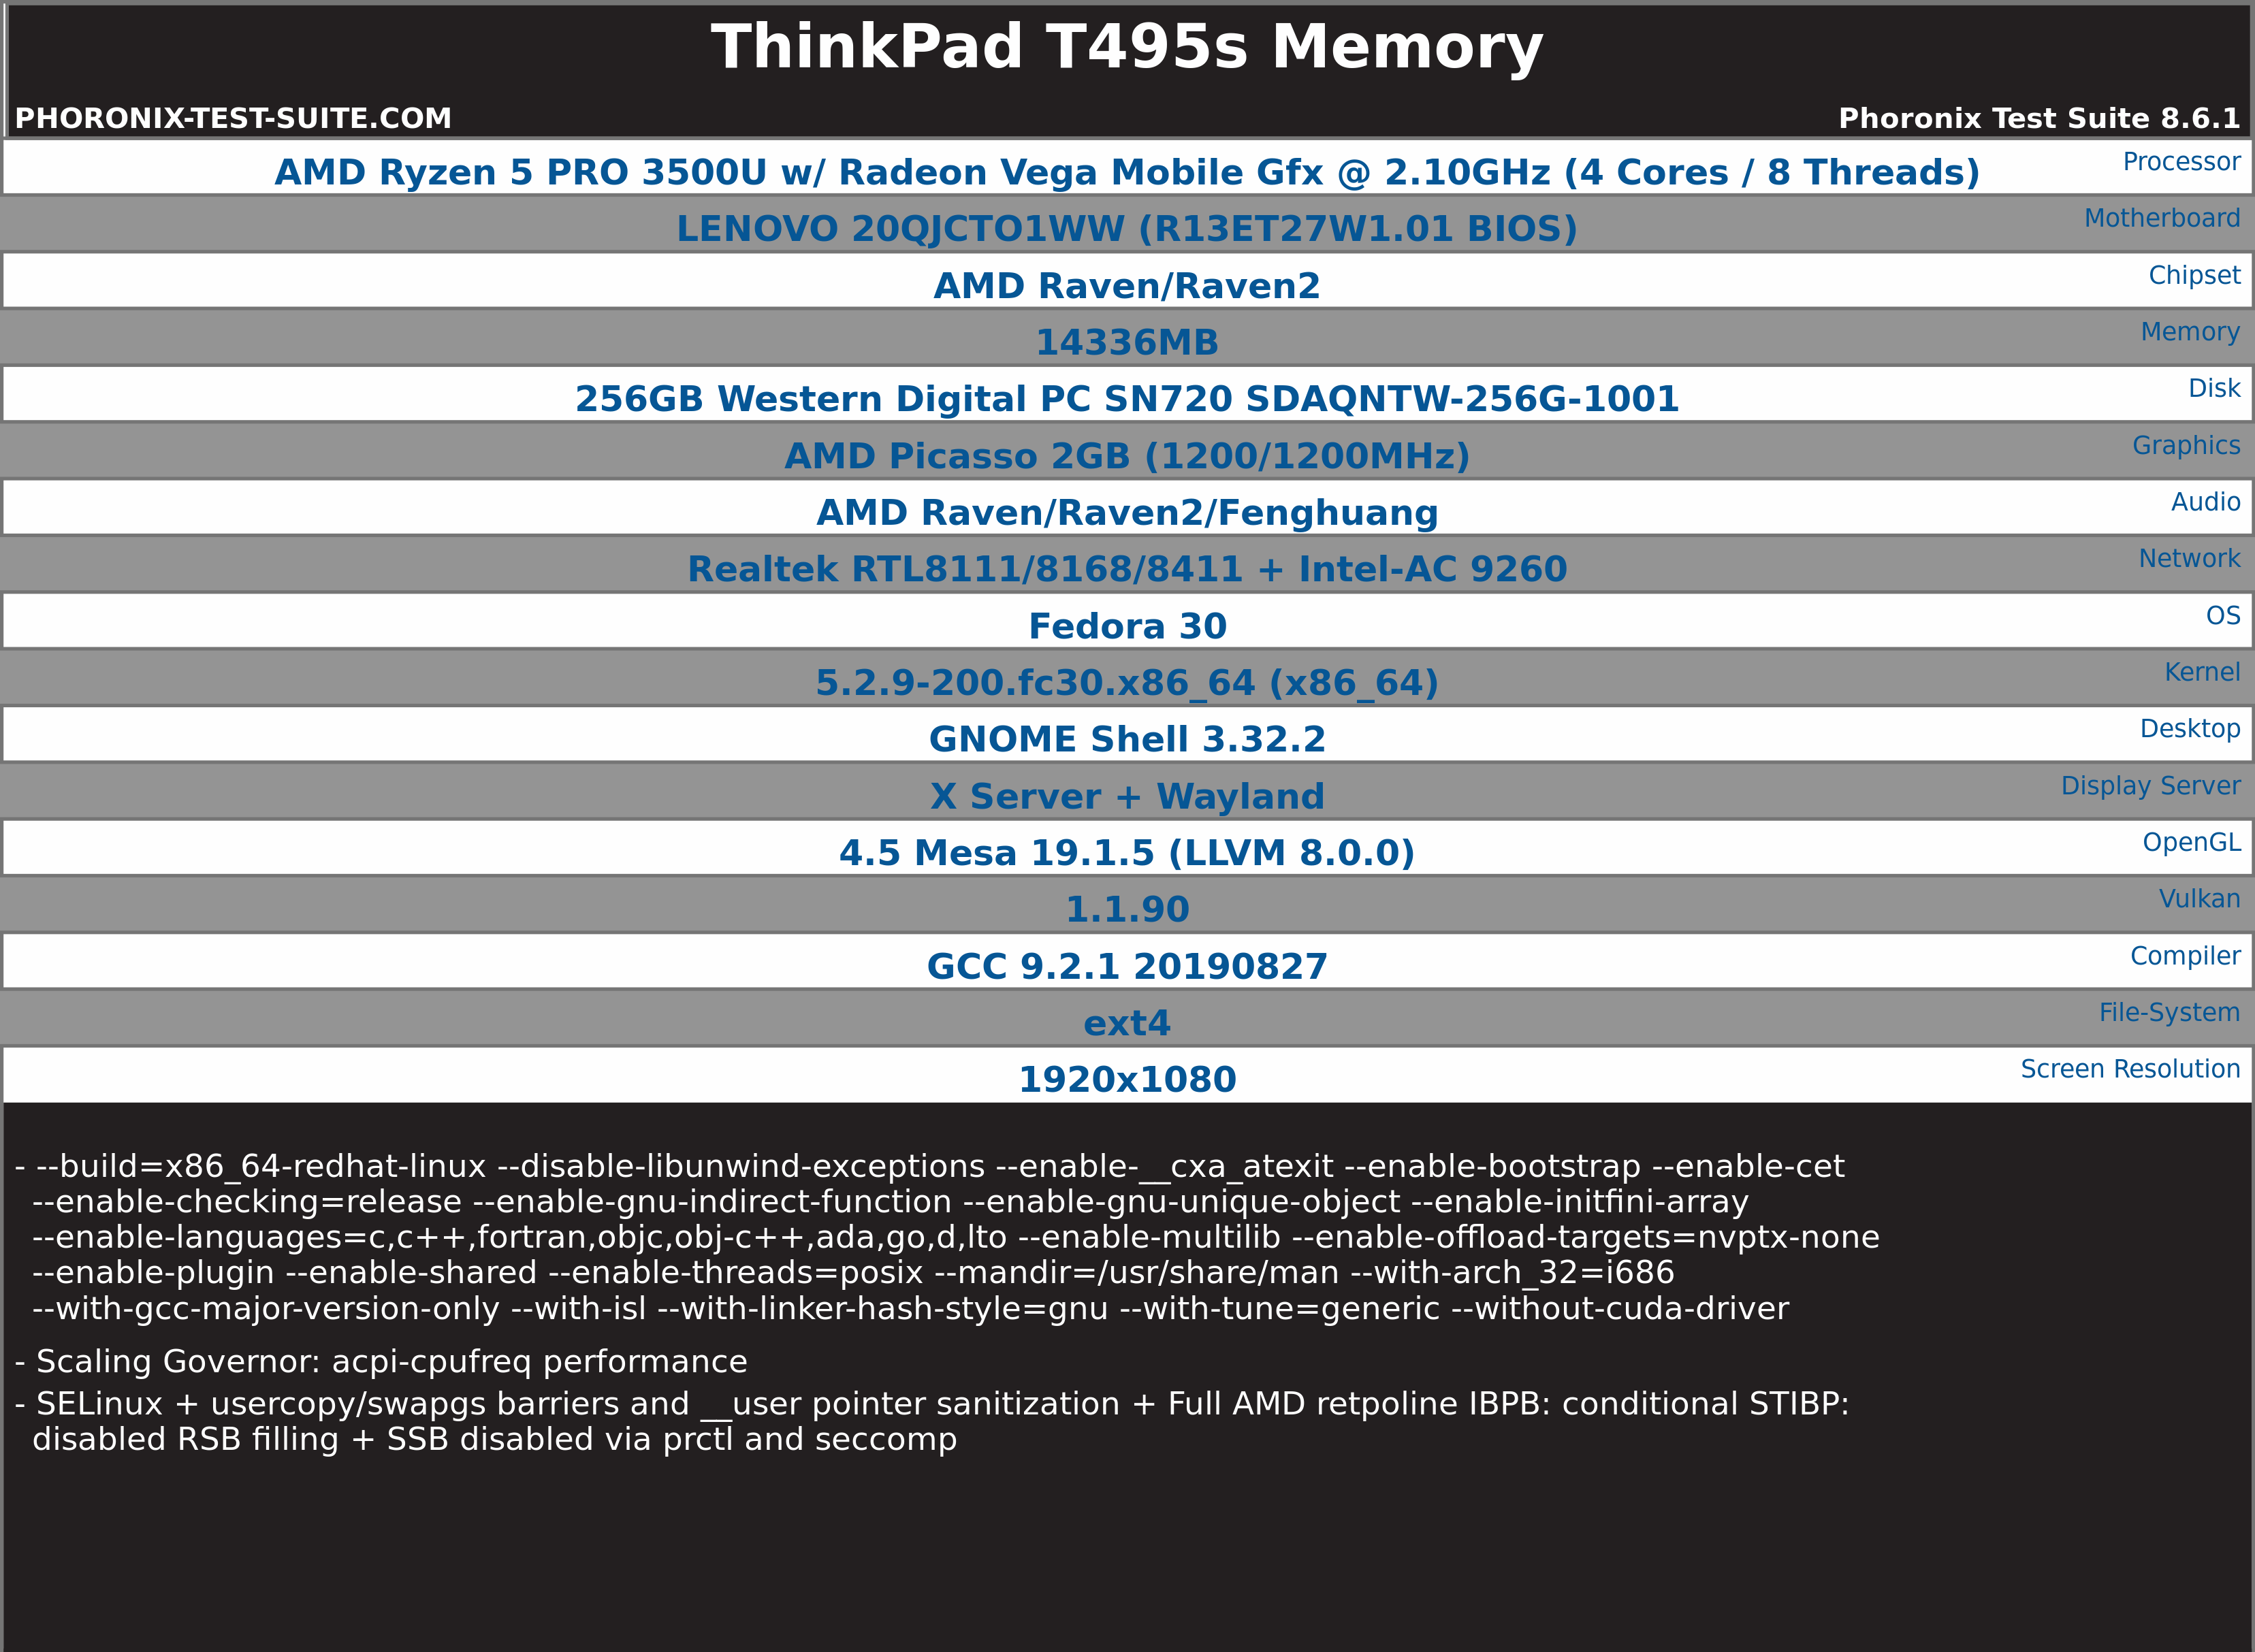 ThinkPad T495s Memory
PHORONIX-TEST-SUITE.COM
Phoronix Test Suite 8.6.1
AMD Ryzen 5 PRO 3500U w/ Radeon Vega Mobile Gfx @ 2.10GHz (4 Cores / 8 Threads)
Processor
LENOVO 20QJCTO1WW (R13ET27W1.01 BIOS)
Motherboard
AMD Raven/Raven2
Chipset
14336MB
Memory
256GB Western Digital PC SN720 SDAQNTW-256G-1001
Disk
AMD Picasso 2GB (1200/1200MHz)
Graphics
AMD Raven/Raven2/Fenghuang
Audio
Realtek RTL8111/8168/8411 + Intel-AC 9260
Network
Fedora 30
OS
5.2.9-200.fc30.x86_64 (x86_64)
Kernel
GNOME Shell 3.32.2
Desktop
X Server + Wayland
Display Server
4.5 Mesa 19.1.5 (LLVM 8.0.0)
OpenGL
1.1.90
Vulkan
GCC 9.2.1 20190827
Compiler
ext4
File-System
1920x1080
Screen Resolution
- --build=x86_64-redhat-linux --disable-libunwind-exceptions --enable-__cxa_atexit --enable-bootstrap --enable-cet
--enable-checking=release --enable-gnu-indirect-function --enable-gnu-unique-object --enable-initfini-array
--enable-languages=c,c++,fortran,objc,obj-c++,ada,go,d,lto --enable-multilib --enable-offload-targets=nvptx-none
--enable-plugin --enable-shared --enable-threads=posix --mandir=/usr/share/man --with-arch_32=i686
--with-gcc-major-version-only --with-isl --with-linker-hash-style=gnu --with-tune=generic --without-cuda-driver
- Scaling Governor: acpi-cpufreq performance
- SELinux + usercopy/swapgs barriers and __user pointer sanitization + Full AMD retpoline IBPB: conditional STIBP:
disabled RSB filling + SSB disabled via prctl and seccomp